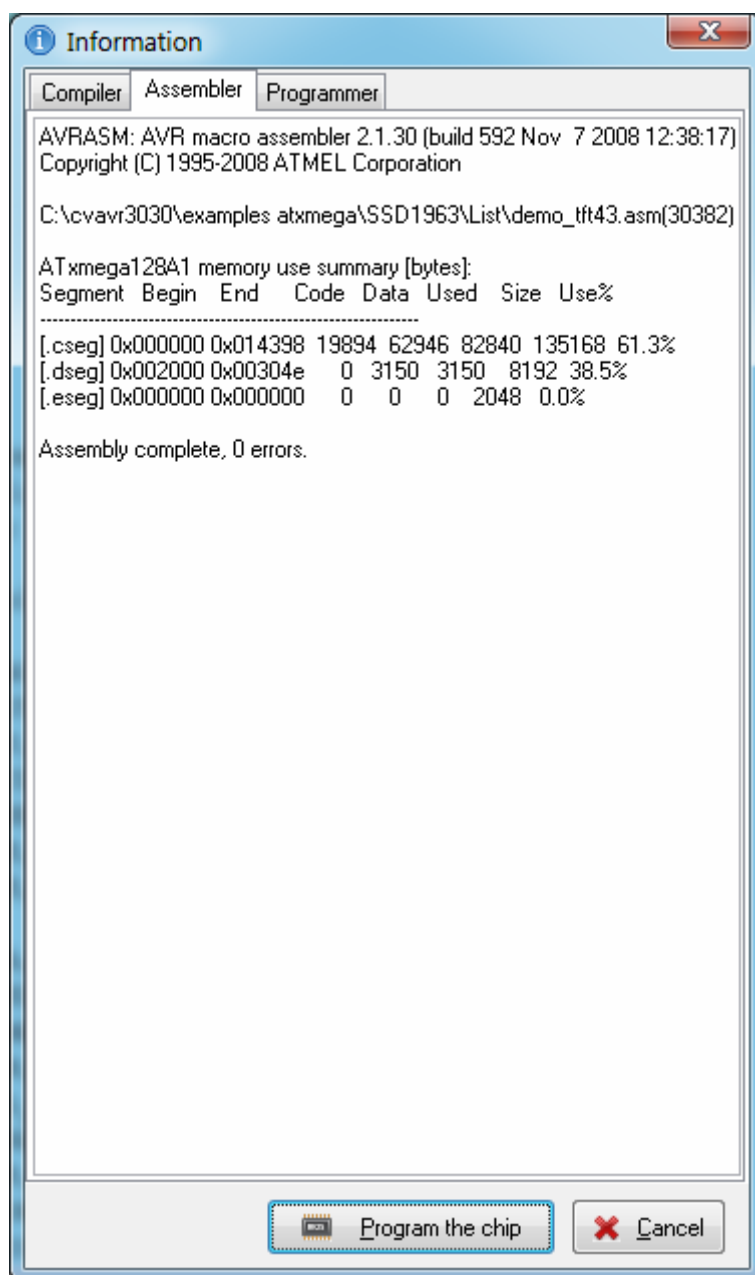 Information
Compiler Assembler Programmer
AVRASM: AVR macro assembler 2.1.30 (build 592 Nov  7 2008 12:38:17)
Copyright (C) 1995-2008 ATMEL Corporation
C:\cvavr3030\examples atxmega\SSD1963\List\demo_tft43.asm(30382)
ATxmega128A1 memory use summary [bytes]:
Segment   Begin    End      Code   Data   Used    Size   Use%
---------------------------------------------------------------
[.cseg] 0x000000 0x014398  19894  62946  82840  135168  61.3%
[.dseg] 0x002000 0x00304e      0   3150   3150    8192  38.5%
[.eseg] 0x000000 0x000000      0      0      0    2048   0.0%
Assembly complete, 0 errors.
Program the chip Cancel